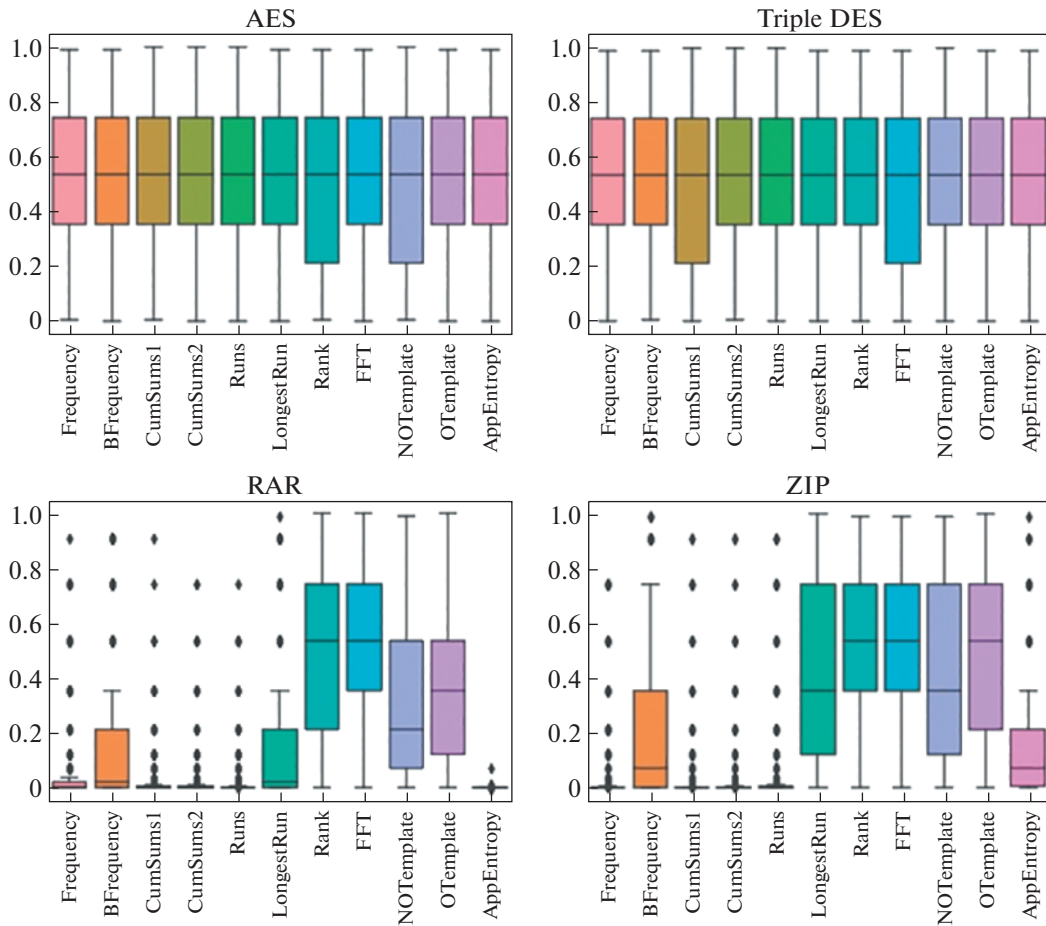 AES
Triple DES
1.0
0.8
0.6
0.4
0.2
0
1.0
0.8
0.6
0.4
0.2
0
Frequency
BFrequency
CumSums1
CumSums2
Runs
LongestRun
Rank
FFT
NOTemplate
OTemplate
AppEntropy
Frequency
BFrequency
CumSums1
CumSums2
Runs
LongestRun
Rank
FFT
NOTemplate
OTemplate
AppEntropy
RAR
ZIP
1.0
0.8
0.6
0.4
0.2
0
1.0
0.8
0.6
0.4
0.2
0
Frequency
BFrequency
CumSums1
CumSums2
Runs
LongestRun
Rank
FFT
NOTemplate
OTemplate
AppEntropy
Frequency
BFrequency
CumSums1
CumSums2
Runs
LongestRun
Rank
FFT
NOTemplate
OTemplate
AppEntropy